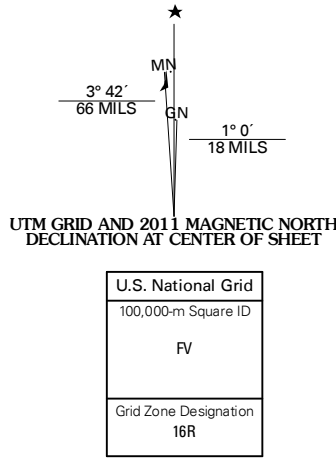 ★
MN
3° 42´
66 MILS
GN
1° 0´
18 MILS
UTM GRID AND 2011 MAGNETIC NORTH
DECLINATION AT CENTER OF SHEET
U.S. National Grid
100,000-m Square ID
FV
Grid Zone Designation
16R